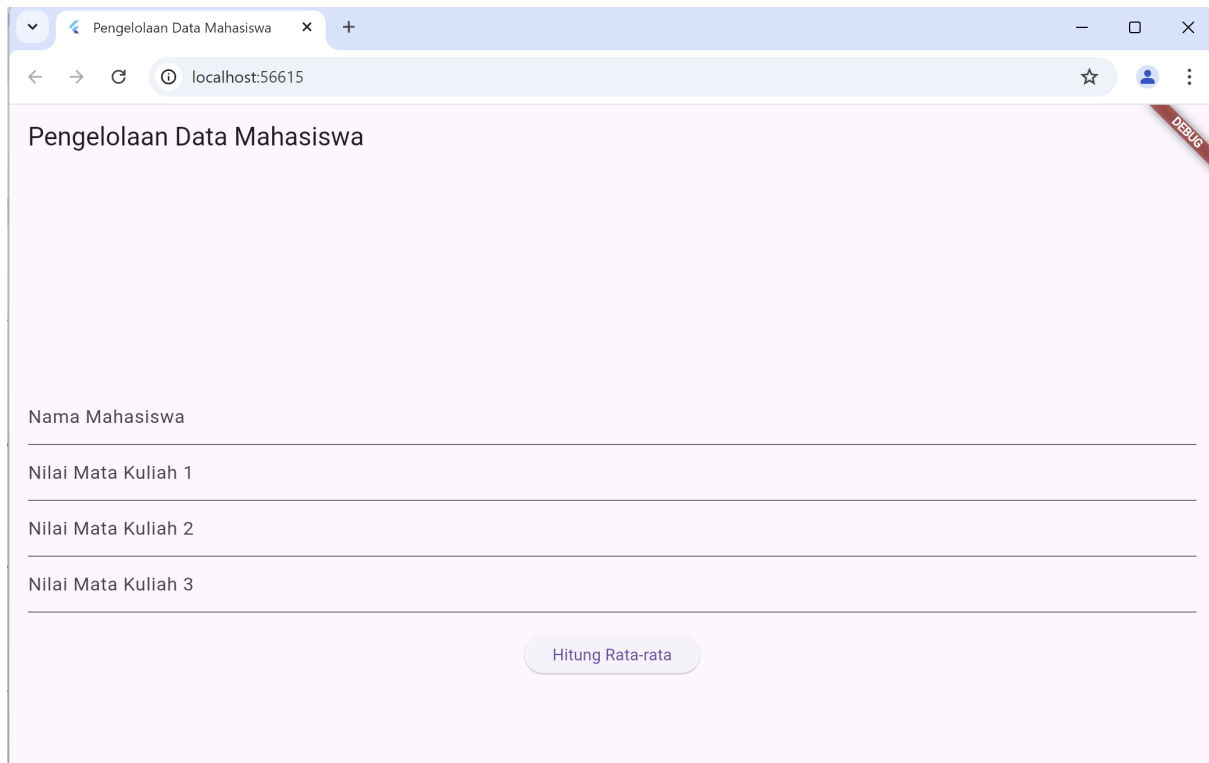 Pengelolaan Data Mahasiswa
localhost:56615
Pengelolaan Data Mahasiswa
DEBUG
Nama Mahasiswa
Nilai Mata Kuliah 1
Nilai Mata Kuliah 2
Nilai Mata Kuliah 3
Hitung Rata-rata